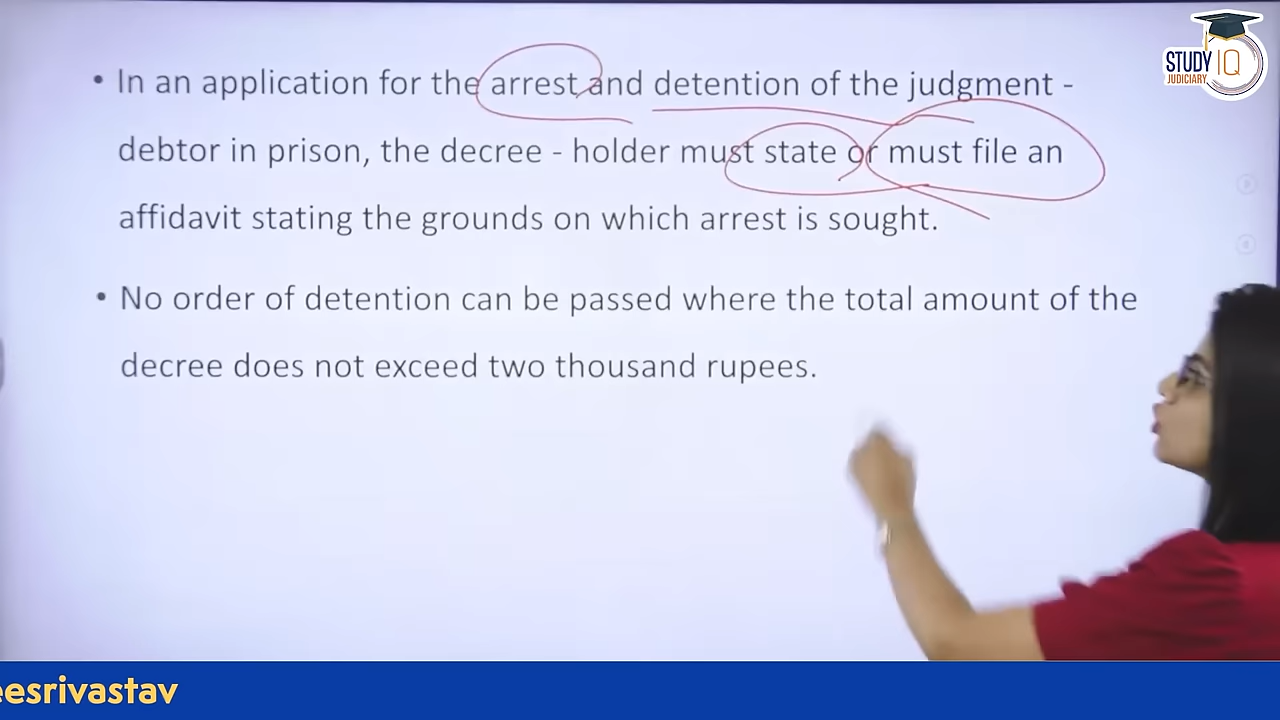 STUDY IQ
JUDICIARY
• In an application for the arrest and detention of the judgment -
debtor in prison, the decree - holder must state or must file an
affidavit stating the grounds on which arrest is sought.
• No order of detention can be passed where the total amount of the
decree does not exceed two thousand rupees.
eesrivastav